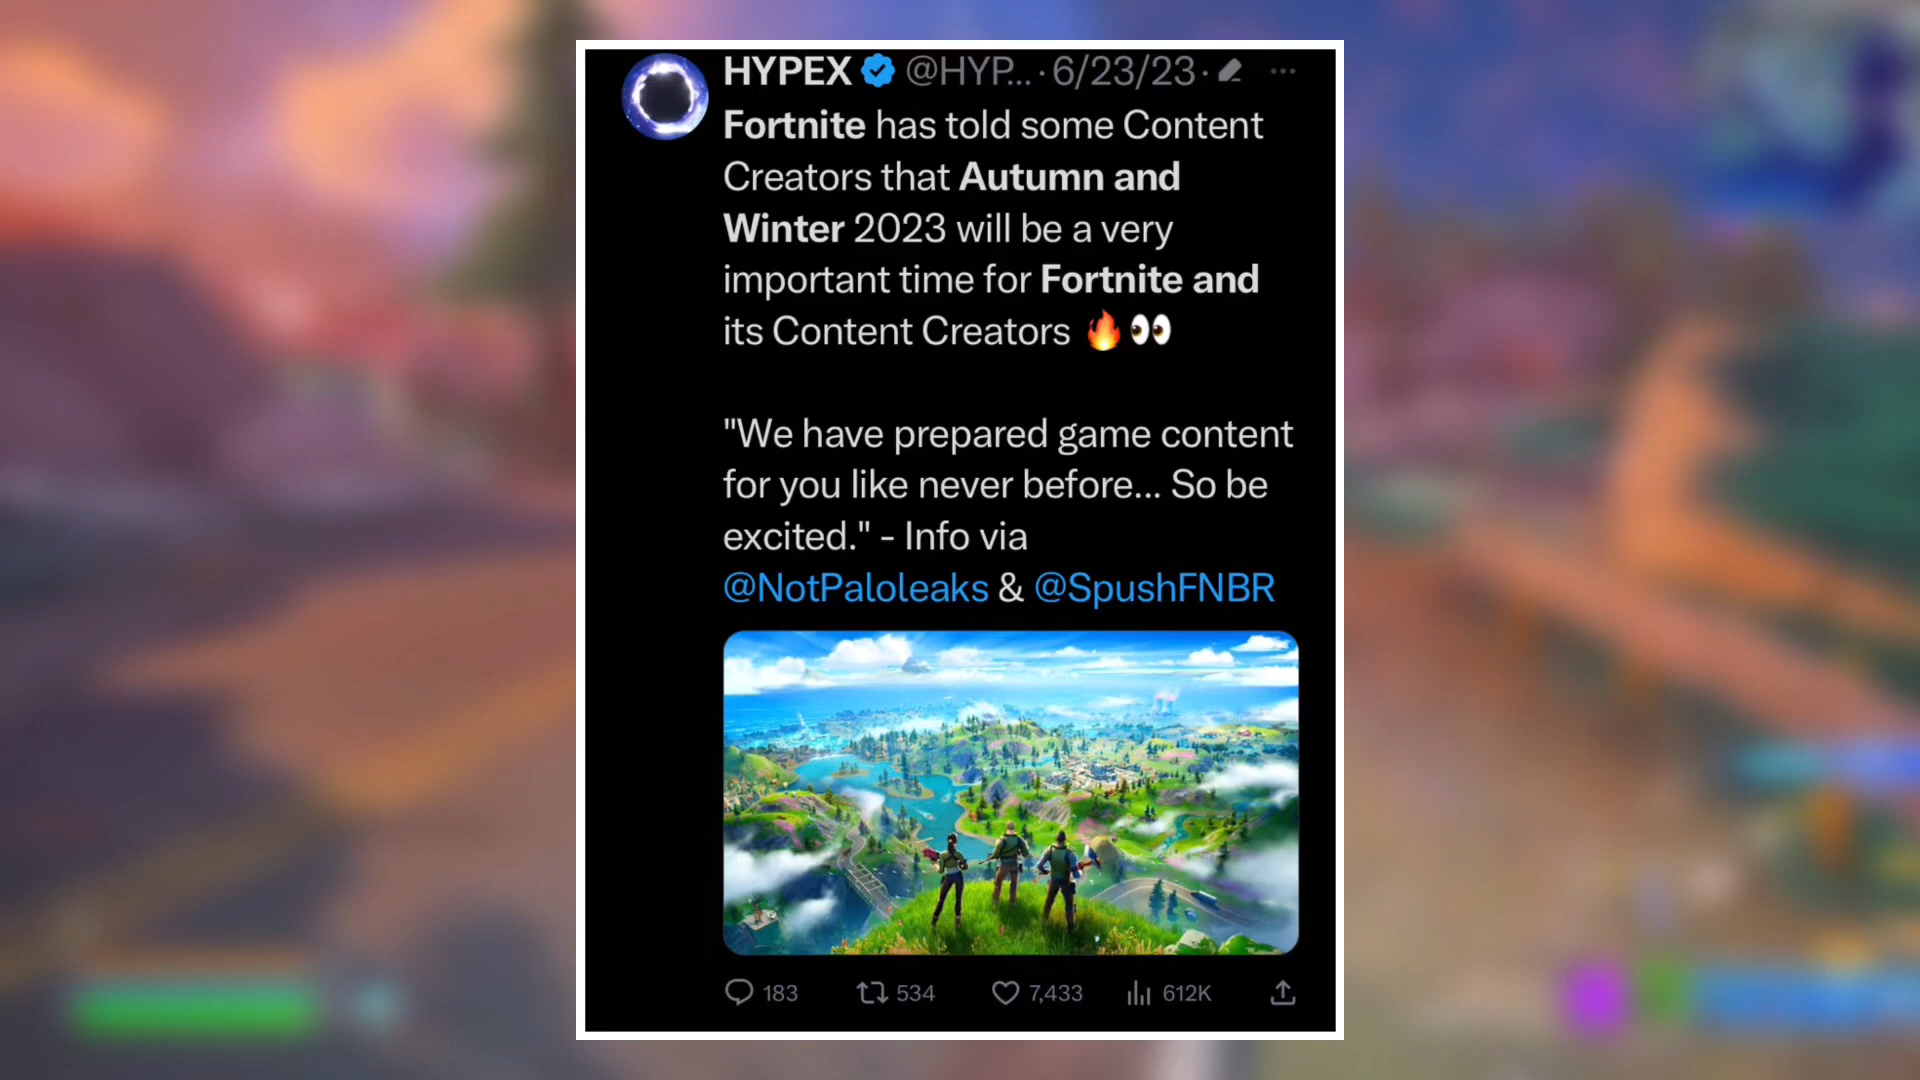 HYPEX @HYP... · 6/23/23 ·
Fortnite has told some Content
Creators that Autumn and
Winter 2023 will be a very
important time for Fortnite and
its Content Creators 🔥👀
"We have prepared game content
for you like never before... So be
excited." - Info via
@NotPaloleaks & @SpushFNBR
183 534 7,433 612K